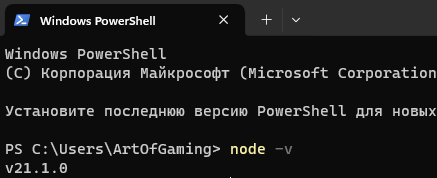 Windows PowerShell
Windows PowerShell
(C) Корпорация Майкрософт (Microsoft Corporation
Установите последнюю версию PowerShell для новых
PS C:\Users\ArtOfGaming> node -v
v21.1.0